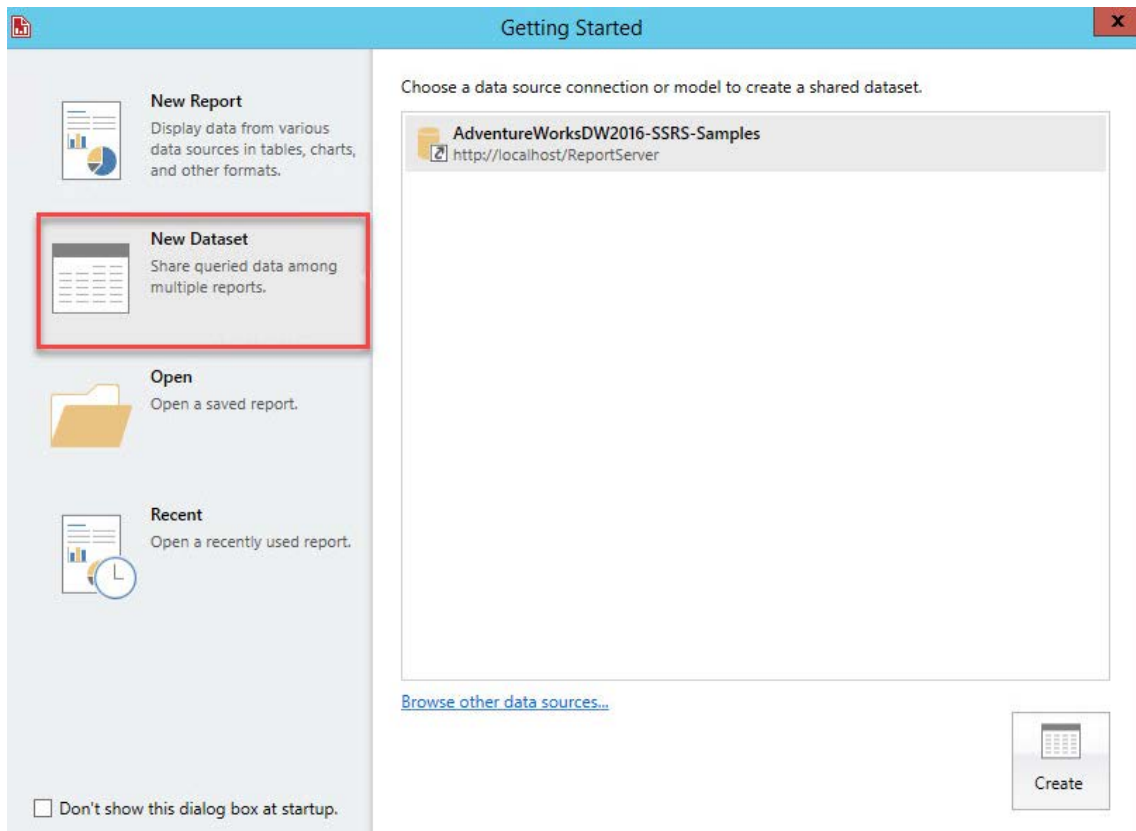 Getting Started
x
New Report
Display data from various
data sources in tables, charts,
and other formats.
New Dataset
Share queried data among
multiple reports.
Open
Open a saved report.
Recent
Open a recently used report.
Don't show this dialog box at startup.
Choose a data source connection or model to create a shared dataset.
AdventureWorksDW2016-SSRS-Samples
http://localhost/ReportServer
Browse other data sources...
Create